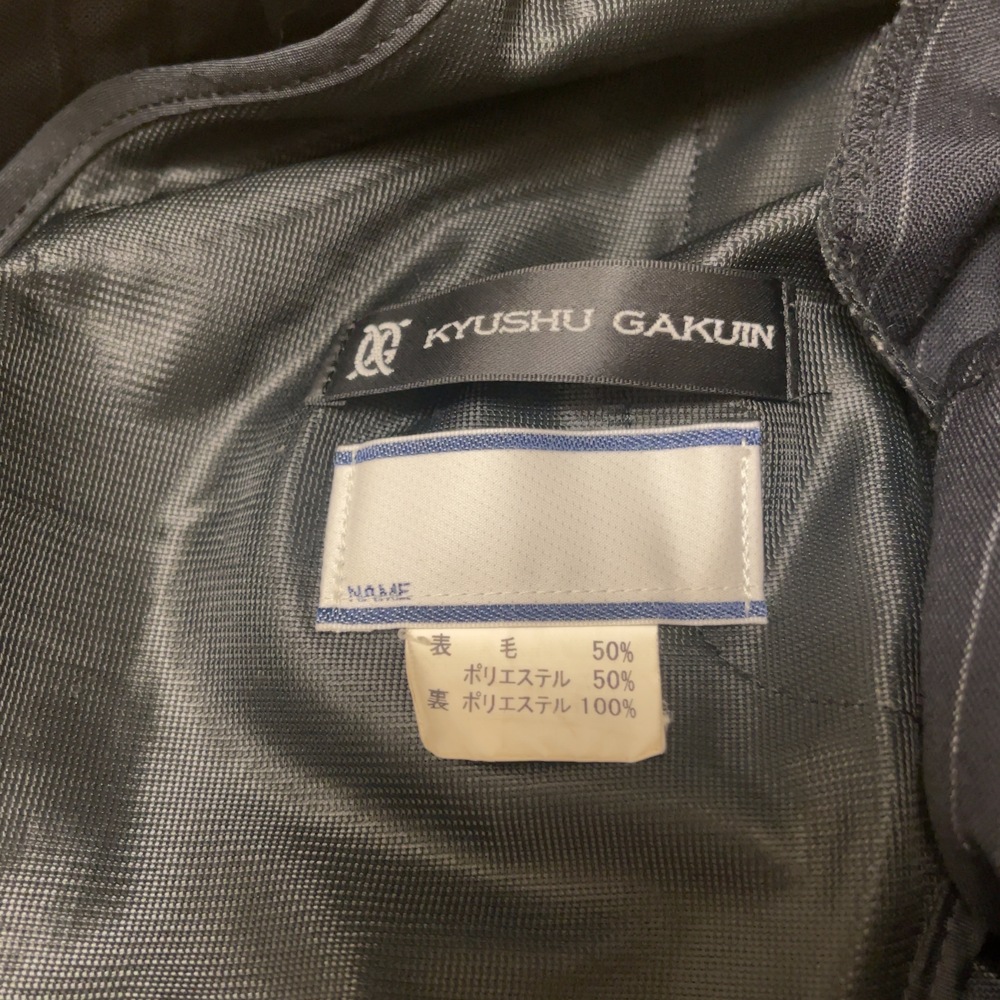 KYUSHU GAKUIN
NAME
表 毛 50%
ポリエステル 50%
裏 ポリエステル 100%